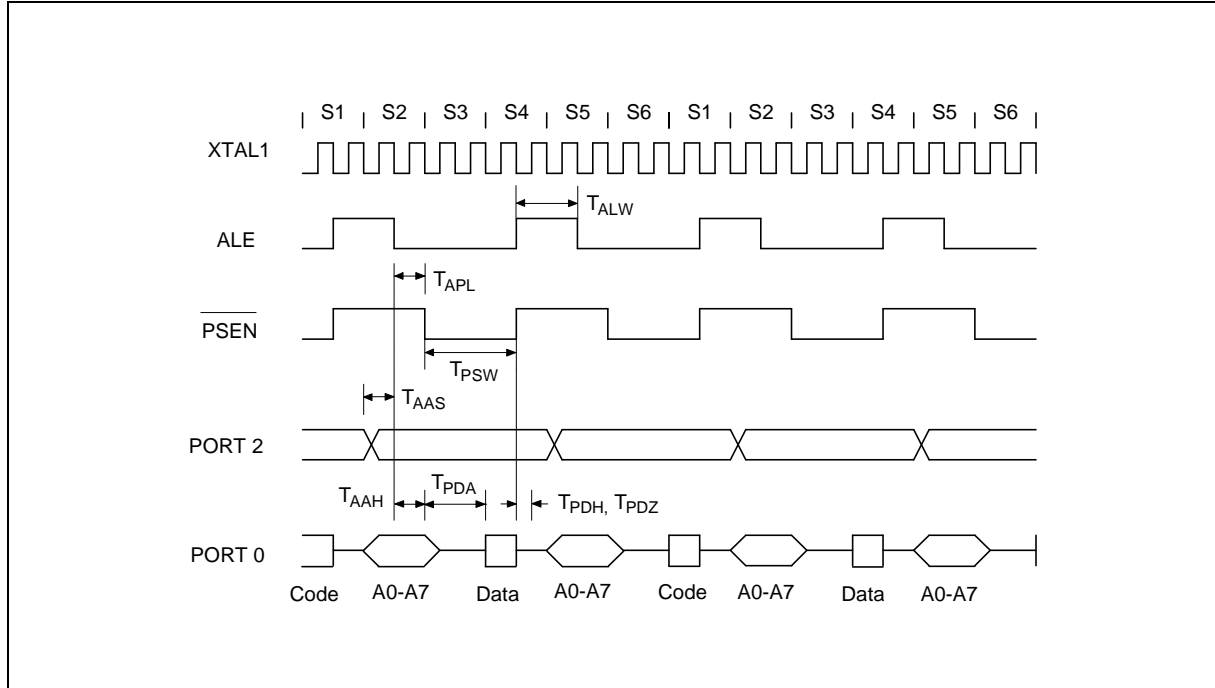 S1 S2 S3 S4 S5 S6 S1 S2 S3 S4 S5 S6
XTAL1
TALW
ALE
TAPL
PSEN
TPSW
TAAS
PORT 2
TAAH TPDA TPDH, TPDZ
PORT 0
Code A0-A7 Data A0-A7 Code A0-A7 Data A0-A7